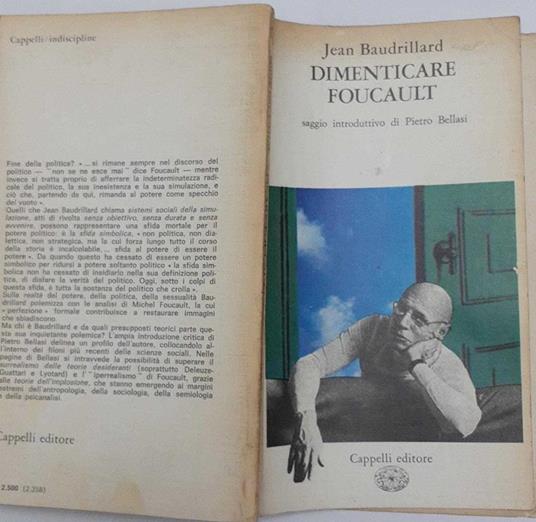 Cappelli/indiscipline
Fine della politica? « ... si rimane sempre nel discorso del
politico — "non se ne esce mai" dice Foucault — mentre
invece si tratta proprio di afferrare la indeterminatezza radi-
cale del politico, la sua inesistenza e la sua simulazione, e
ciò che, partendo da qui, rimanda al potere come specchio
del vuoto ».
Quelli che Jean Baudrillard chiama sistemi sociali della simu-
lazione, atti di rivolta senza obiettivo, senza durata e senza
avvenire, possono rappresentare una sfida mortale per il
potere politico: è la sfida simbolica, « non politica, non dia-
lettica, non strategica, ma la cui forza lungo tutto il corso
della storia è incalcolabile, ... sfida al potere di essere il
potere ». Da quando questo ha cessato di essere un potere
simbolico per ridursi a potere soltanto politico « la sfida sim-
bolica non ha cessato di insidiarlo nella sua definizione poli-
tica, di disfare la verità del politico. Oggi, sotto i colpi di
questa sfida, è tutta la sostanza del politico che crolla ».
Sulla realtà del potere, della politica, della sessualità Bau-
drillard polemizza con le analisi di Michel Foucault, la cui
« perfezione » formale contribuisce a restaurare immagini
che sbiadiscono.
Ma chi è Baudrillard e da quali presupposti teorici parte que-
sta sua inquietante polemica? L'ampia introduzione critica di
Pietro Bellasi delinea un profilo dell'autore, collocandolo al-
l'interno dei filoni più recenti delle scienze sociali. Nelle
pagine di Bellasi si intravvede la possibilità di superare il
surrealismo delle teorie desideranti (soprattutto Deleuze-
Guattari e Lyotard) e l'"iperrealismo" di Foucault, grazie
alle teorie dell'implosione, che stanno emergendo ai margini
estremi dell'antropologia, della sociologia, della semiologia
e della psicanalisi.
Cappelli editore
2.500 (2.358)
Jean Baudrillard
DIMENTICARE
FOUCAULT
saggio introduttivo di Pietro Bellasi
Cappelli editore